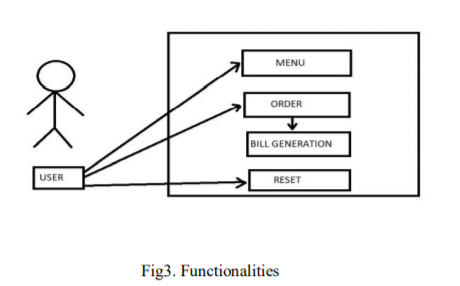 MENU
ORDER
BILL GENERATION
USER
RESET
Fig3. Functionalities